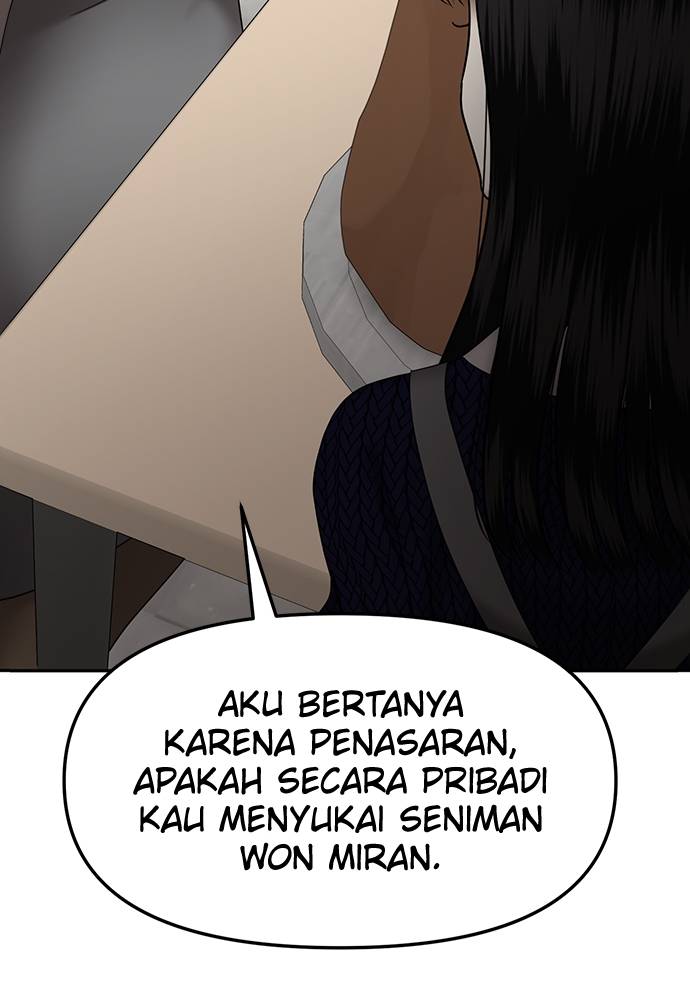 AKU BERTANYA
KARENA PENASARAN,
APAKAH SECARA PRIBADI
KAU MENYUKAI SENIMAN
WON MIRAN.